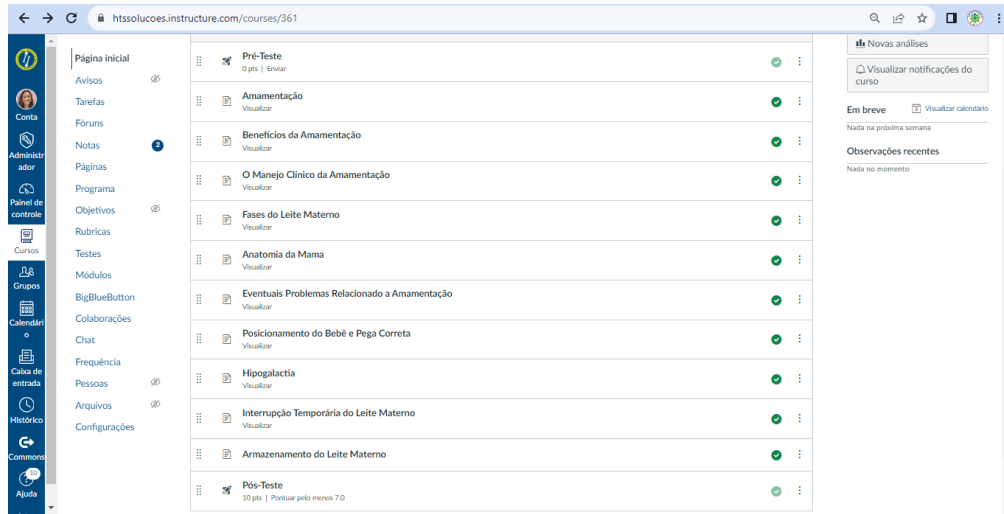 htssolucoes.instructure.com/courses/361
Conta
Administr
ador
Painel de
controle
Cursos
Grupos
Calendári
o
Caixa de
entrada
Histórico
Commons
10
Ajuda
Página inicial
Avisos
Tarefas
Fóruns
Notas 2
Páginas
Programa
Objetivos
Rubricas
Testes
Módulos
BigBlueButton
Colaborações
Chat
Frequência
Pessoas
Arquivos
Configurações
Pré-Teste
0 pts | Enviar
Amamentação
Visualizar
Benefícios da Amamentação
Visualizar
O Manejo Clínico da Amamentação
Visualizar
Fases do Leite Materno
Visualizar
Anatomia da Mama
Visualizar
Eventuais Problemas Relacionado a Amamentação
Visualizar
Posicionamento do Bebê e Pega Correta
Visualizar
Hipogalactia
Visualizar
Interrupção Temporária do Leite Materno
Visualizar
Armazenamento do Leite Materno
Pós-Teste
10 pts | Pontuar pelo menos 7.0
Novas análises
Visualizar notificações do
curso
Em breve Visualizar calendário
Nada na próxima semana
Observações recentes
Nada no momento